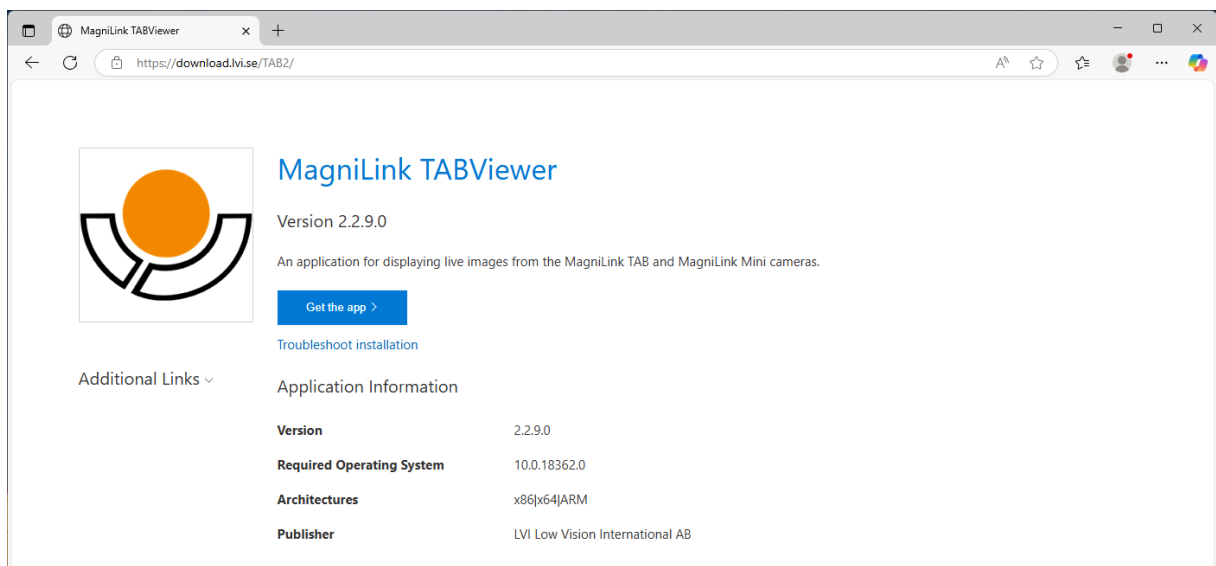 MagniLink TABViewer
https://download.lvi.se/TAB2/
MagniLink TABViewer
Version 2.2.9.0
An application for displaying live images from the MagniLink TAB and MagniLink Mini cameras.
Get the app
Troubleshoot installation
Additional Links
Application Information
Version 2.2.9.0
Required Operating System 10.0.18362.0
Architectures x86|x64|ARM
Publisher LVI Low Vision International AB